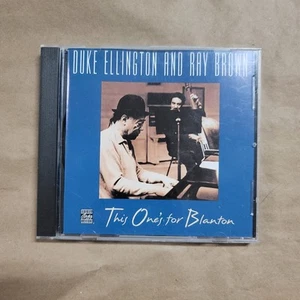 DUKE ELLINGTON AND RAY BROWN
This One's for Blanton